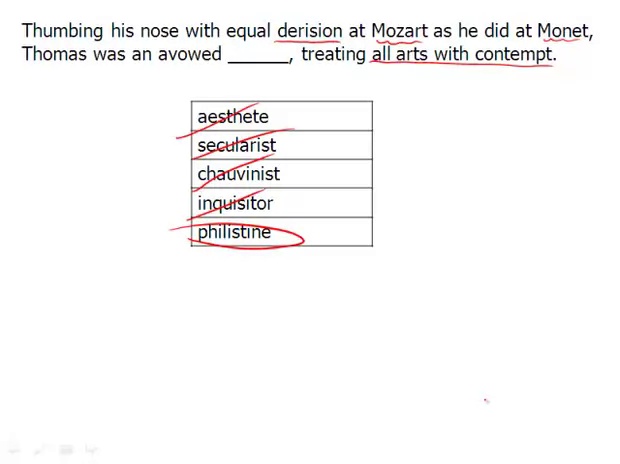 Thumbing his nose with equal derision at Mozart as he did at Monet,
Thomas was an avowed ______, treating all arts with contempt.
aesthete
secularist
chauvinist
inquisitor
philistine